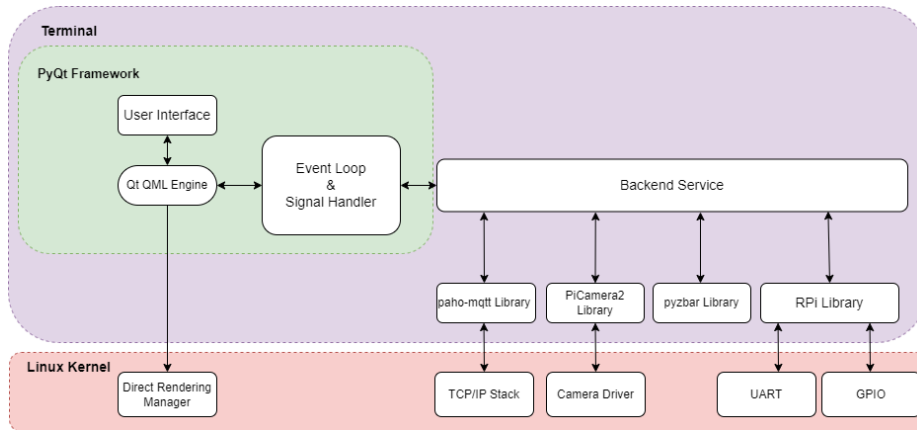 Terminal
PyQt Framework
User Interface
Qt QML Engine
Event Loop
&
Signal Handler
Backend Service
paho-mqtt Library
PiCamera2
Library
pyzbar Library
RPi Library
Linux Kernel
Direct Rendering
Manager
TCP/IP Stack
Camera Driver
UART
GPIO